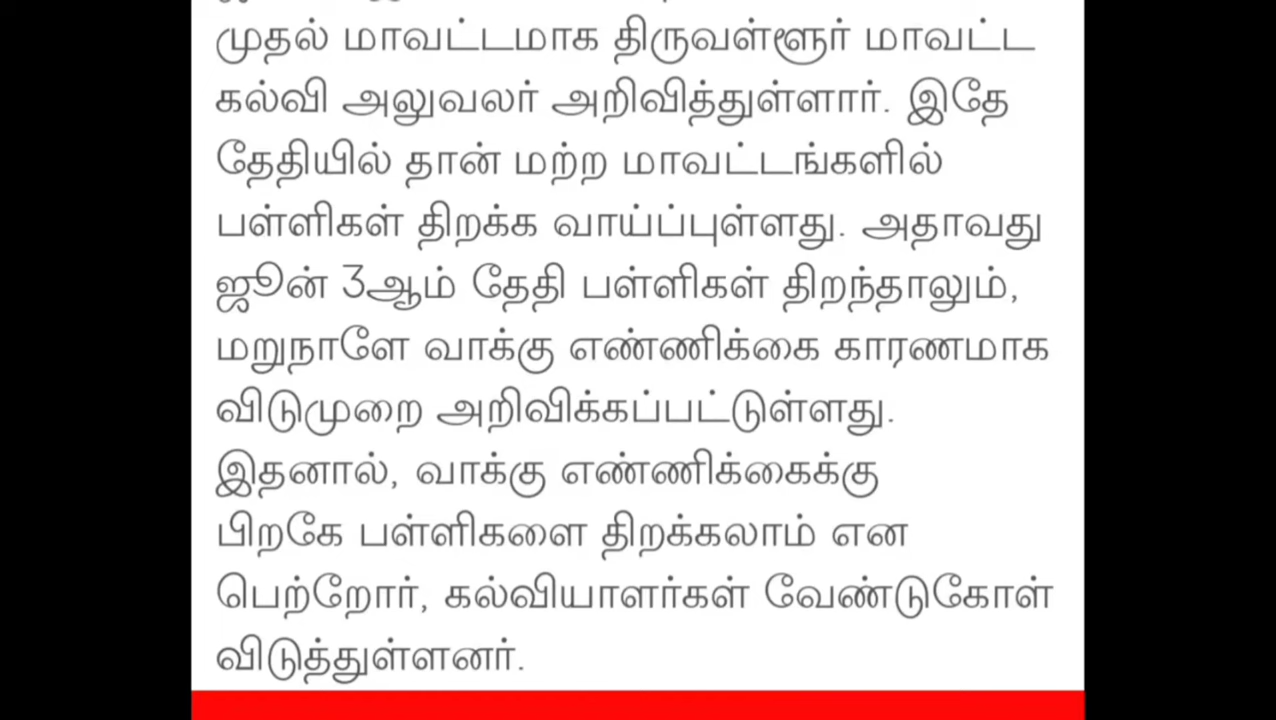 முதல் மாவட்டமாக திருவள்ளூர் மாவட்ட
கல்வி அலுவலர் அறிவித்துள்ளார். இதே
தேதியில் தான் மற்ற மாவட்டங்களில்
பள்ளிகள் திறக்க வாய்ப்புள்ளது. அதாவது
ஜூன் 3ஆம் தேதி பள்ளிகள் திறந்தாலும்,
மறுநாளே வாக்கு எண்ணிக்கை காரணமாக
விடுமுறை அறிவிக்கப்பட்டுள்ளது.
இதனால், வாக்கு எண்ணிக்கைக்கு
பிறகே பள்ளிகளை திறக்கலாம் என
பெற்றோர், கல்வியாளர்கள் வேண்டுகோள்
விடுத்துள்ளனர்.